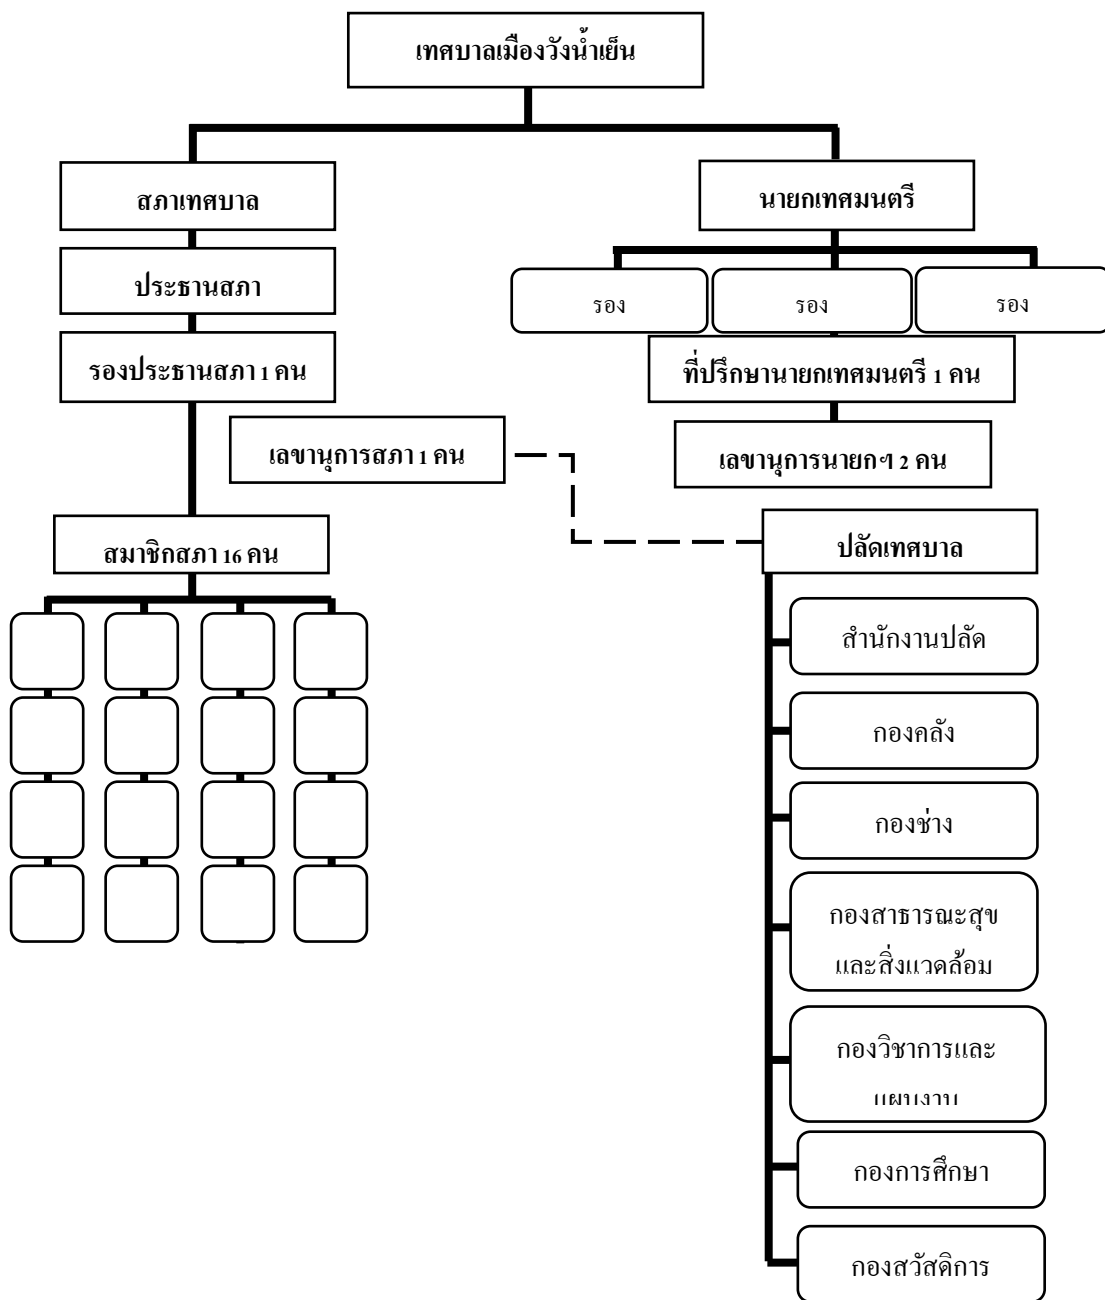 เทศบาลเมืองวังน้ำเย็น
สภาเทศบาล
นายกเทศมนตรี
ประธานสภา
รอง
รอง
รอง
รองประธานสภา 1 คน
ที่ปรึกษานายกเทศมนตรี 1 คน
เลขานุการสภา 1 คน
เลขานุการนายกฯ 2 คน
สมาชิกสภา 16 คน
ปลัดเทศบาล
สำนักงานปลัด
กองคลัง
กองช่าง
กองสาธารณะสุข
และสิ่งแวดล้อม
กองวิชาการและ
แผนงาน
กองการศึกษา
กองสวัสดิการ